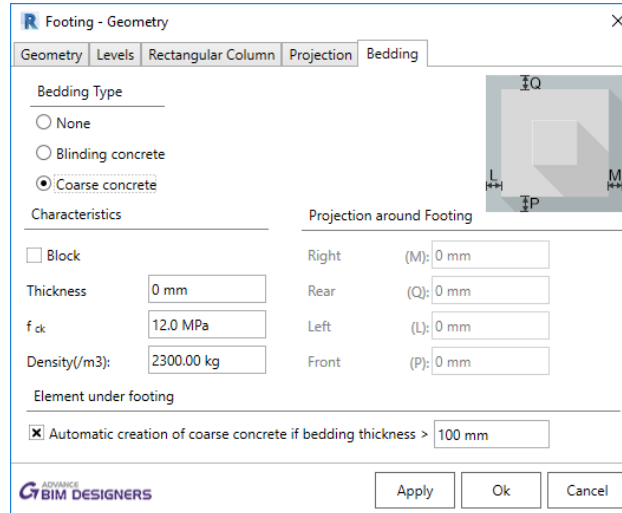 Footing - Geometry
Geometry Levels Rectangular Column Projection Bedding
Bedding Type
None
Blinding concrete
Coarse concrete
Q
L
M
P
Characteristics
Projection around Footing
Block
Right (M): 0 mm
Thickness 0 mm
Rear (Q): 0 mm
f ck 12.0 MPa
Left (L): 0 mm
Density(/m3): 2300.00 kg
Front (P): 0 mm
Element under footing
Automatic creation of coarse concrete if bedding thickness > 100 mm
ADVANCE
BIM DESIGNERS
Apply Ok Cancel